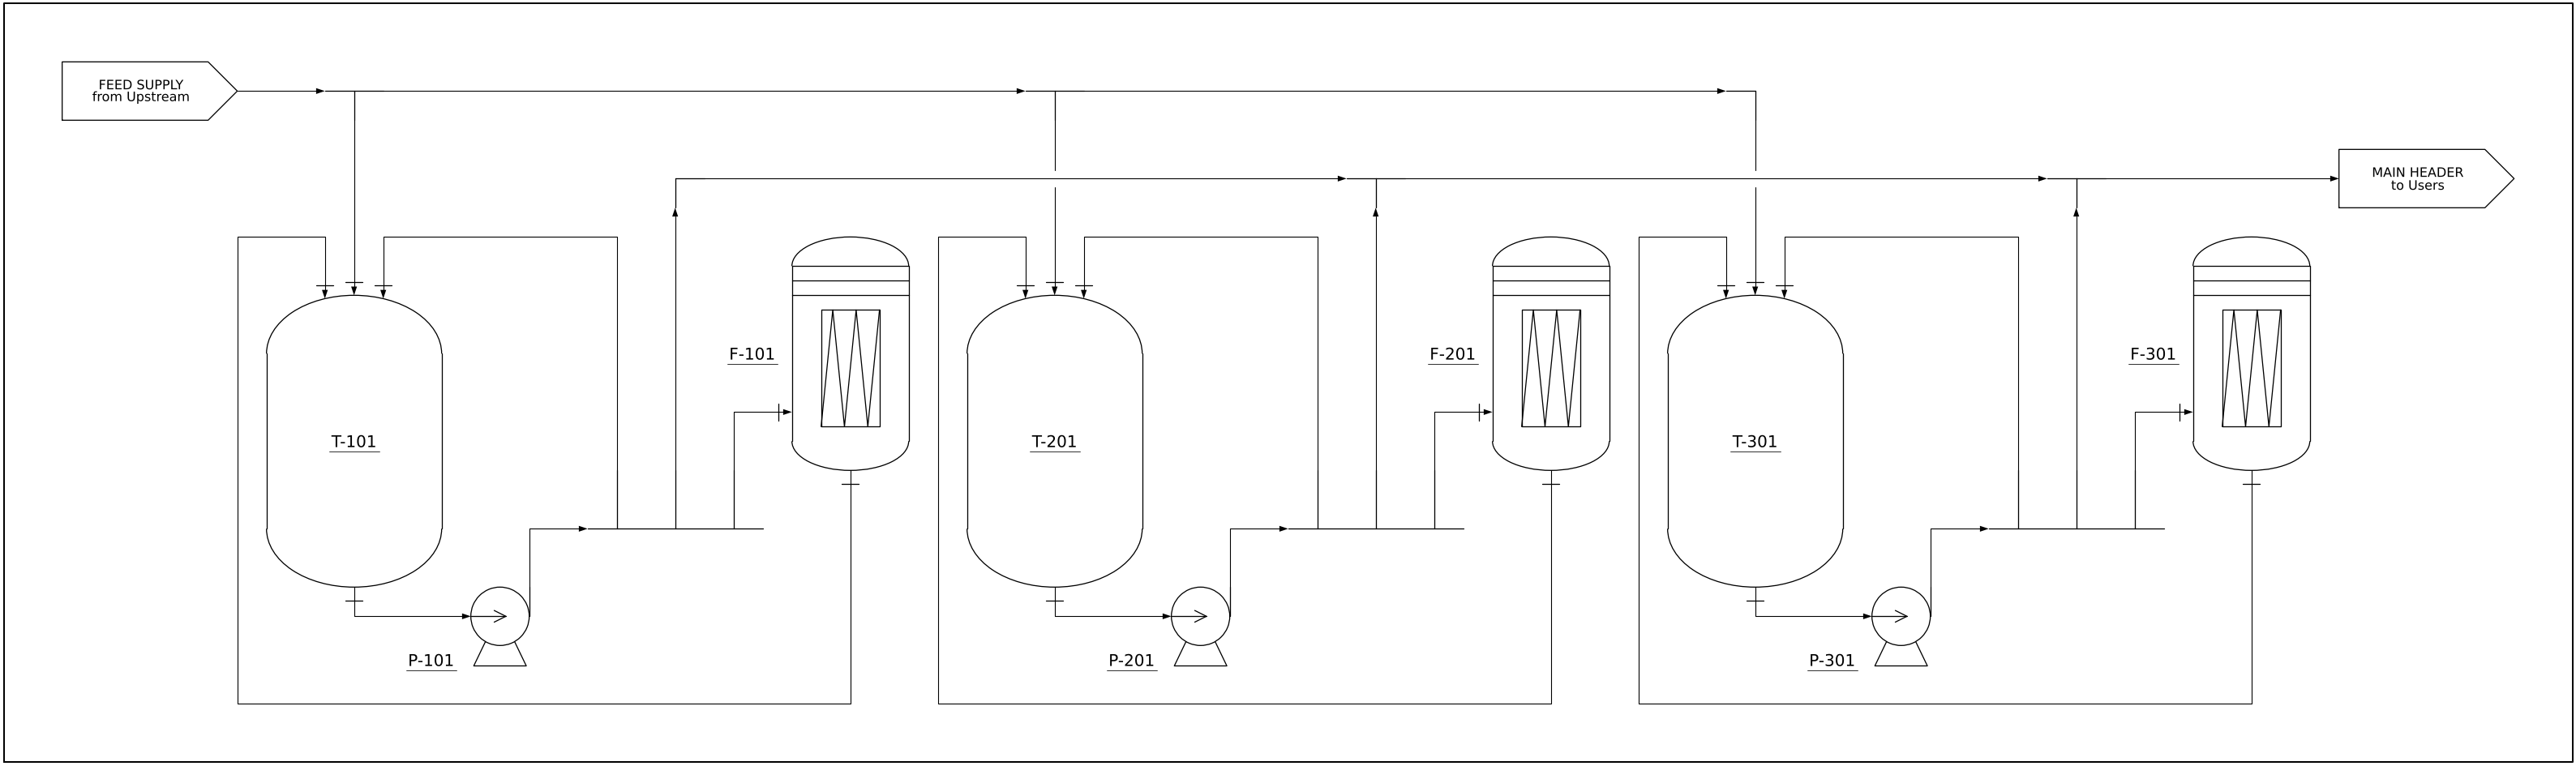 FEED SUPPLY
from Upstream
MAIN HEADER
to Users
F-101
F-201
F-301
T-101
T-201
T-301
P-101
P-201
P-301